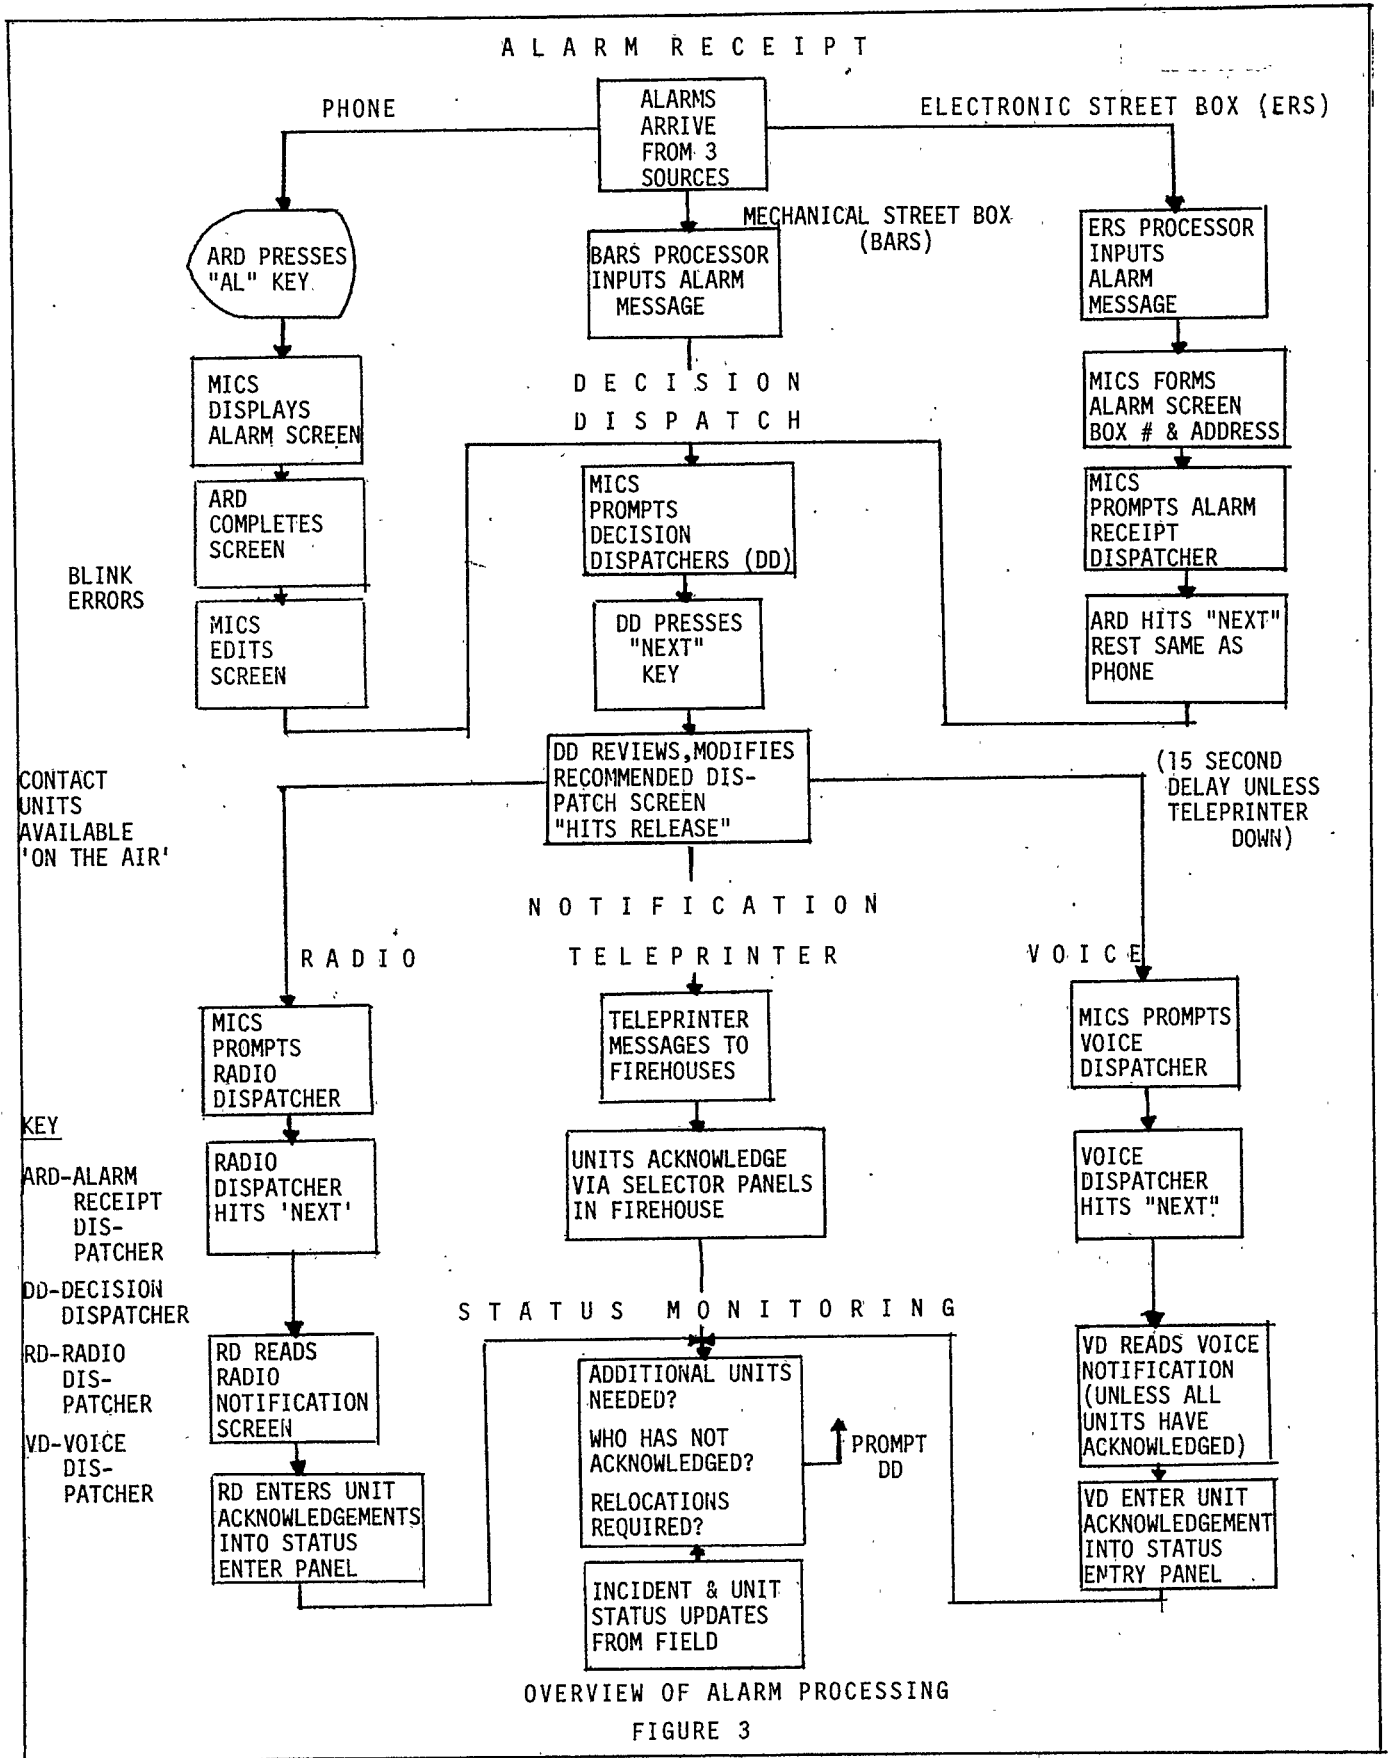 ALARM RECEIPT
PHONE
ALARMS
ARRIVE
FROM 3
SOURCES
ELECTRONIC STREET BOX (ERS)
MECHANICAL STREET BOX
(BARS)
ARD PRESSES
"AL" KEY
BARS PROCESSOR
INPUTS ALARM
MESSAGE
ERS PROCESSOR
INPUTS
ALARM
MESSAGE
MICS
DISPLAYS
ALARM SCREEN
DECISION
DISPATCH
MICS FORMS
ALARM SCREEN
BOX # & ADDRESS
ARD
COMPLETES
SCREEN
MICS
PROMPTS
DECISION
DISPATCHERS (DD)
MICS
PROMPTS ALARM
RECEIPT
DISPATCHER
BLINK
ERRORS
MICS
EDITS
SCREEN
DD PRESSES
"NEXT"
KEY
ARD HITS "NEXT"
REST SAME AS
PHONE
CONTACT
UNITS
AVAILABLE
'ON THE AIR'
DD REVIEWS,MODIFIES
RECOMMENDED DIS-
PATCH SCREEN
"HITS RELEASE"
(15 SECOND
DELAY UNLESS
TELEPRINTER
DOWN)
NOTIFICATION
RADIO
TELEPRINTER
VOICE
MICS
PROMPTS
RADIO
DISPATCHER
TELEPRINTER
MESSAGES TO
FIREHOUSES
MICS PROMPTS
VOICE
DISPATCHER
KEY
ARD-ALARM
RECEIPT
DIS-
PATCHER
DD-DECISION
DISPATCHER
RD-RADIO
DIS-
PATCHER
VD-VOICE
DIS-
PATCHER
RADIO
DISPATCHER
HITS 'NEXT'
UNITS ACKNOWLEDGE
VIA SELECTOR PANELS
IN FIREHOUSE
VOICE
DISPATCHER
HITS "NEXT"
STATUS MONITORING
RD READS
RADIO
NOTIFICATION
SCREEN
ADDITIONAL UNITS
NEEDED?
WHO HAS NOT
ACKNOWLEDGED?
RELOCATIONS
REQUIRED?
PROMPT
DD
VD READS VOICE
NOTIFICATION
(UNLESS ALL
UNITS HAVE
ACKNOWLEDGED)
RD ENTERS UNIT
ACKNOWLEDGEMENTS
INTO STATUS
ENTER PANEL
INCIDENT & UNIT
STATUS UPDATES
FROM FIELD
VD ENTER UNIT
ACKNOWLEDGEMENT
INTO STATUS
ENTRY PANEL
OVERVIEW OF ALARM PROCESSING
FIGURE 3